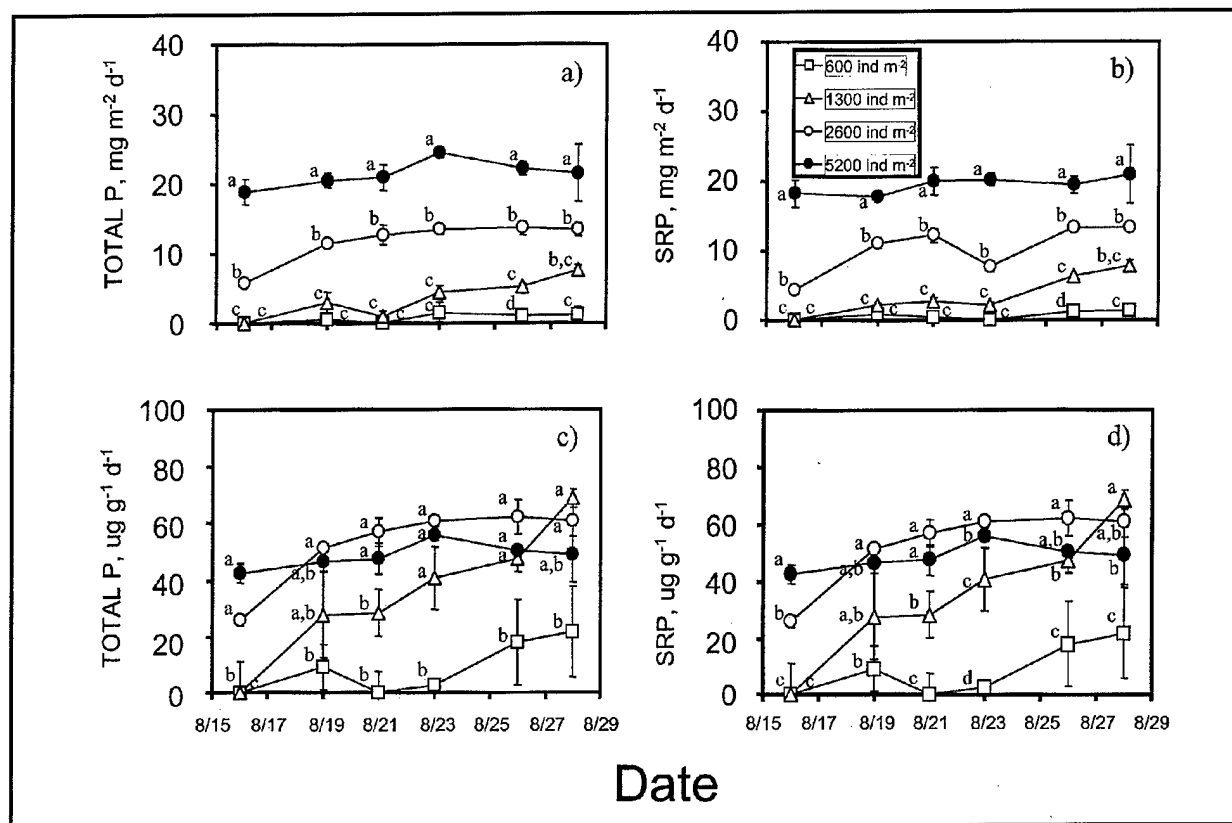 a)
TOTAL P, mg m⁻² d⁻¹
40
30
20
10
0
a a a a a a
b b b b b b
c c c c c b,c
c c c c d c
b)
SRP, mg m⁻² d⁻¹
40
30
20
10
0
600 ind m⁻²
1300 ind m⁻²
2600 ind m⁻²
5200 ind m⁻²
a a a a a a
b b b b b b
c c c c c b,c
c c c c d c
c)
TOTAL P, ug g⁻¹ d⁻¹
100
80
60
40
20
0
8/15 8/17 8/19 8/21 8/23 8/25 8/27 8/29
d)
SRP, ug g⁻¹ d⁻¹
100
80
60
40
20
0
8/15 8/17 8/19 8/21 8/23 8/25 8/27 8/29
Date